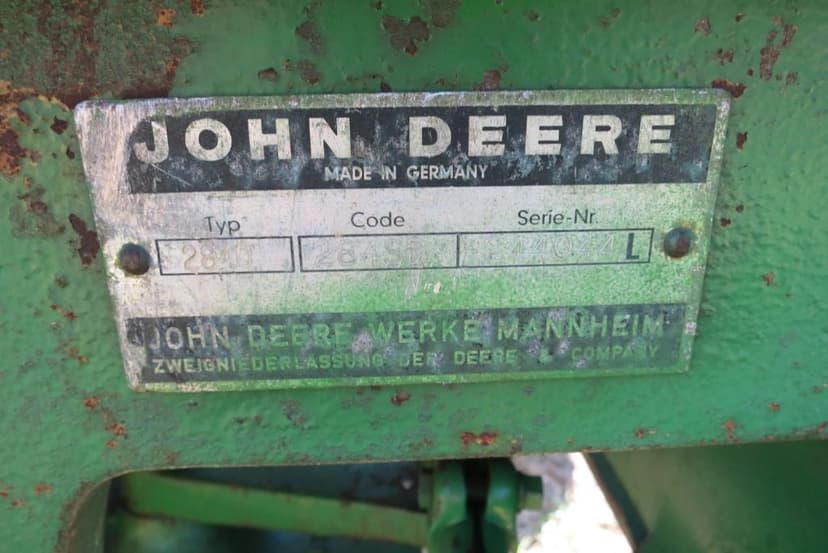 JOHN DEERE
MADE IN GERMANY
Typ Code Serie-Nr.
L
JOHN DEERE WERKE MANNHEIM
ZWEIGNIEDERLASSUNG DER DEERE & COMPANY